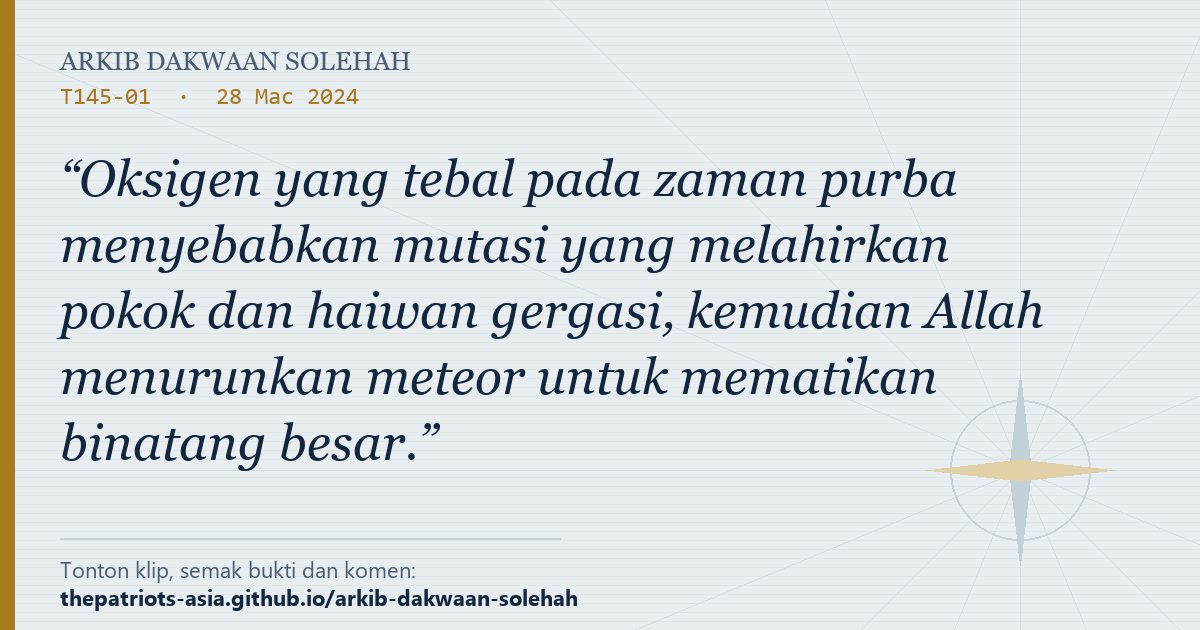 ARKIB DAKWAAN SOLEHAH
T145-01 · 28 Mac 2024
“Oksigen yang tebal pada zaman purba
menyebabkan mutasi yang melahirkan
pokok dan haiwan gergasi, kemudian Allah
menurunkan meteor untuk mematikan
binatang besar.”
Tonton klip, semak bukti dan komen:
thepatriots-asia.github.io/arkib-dakwaan-solehah